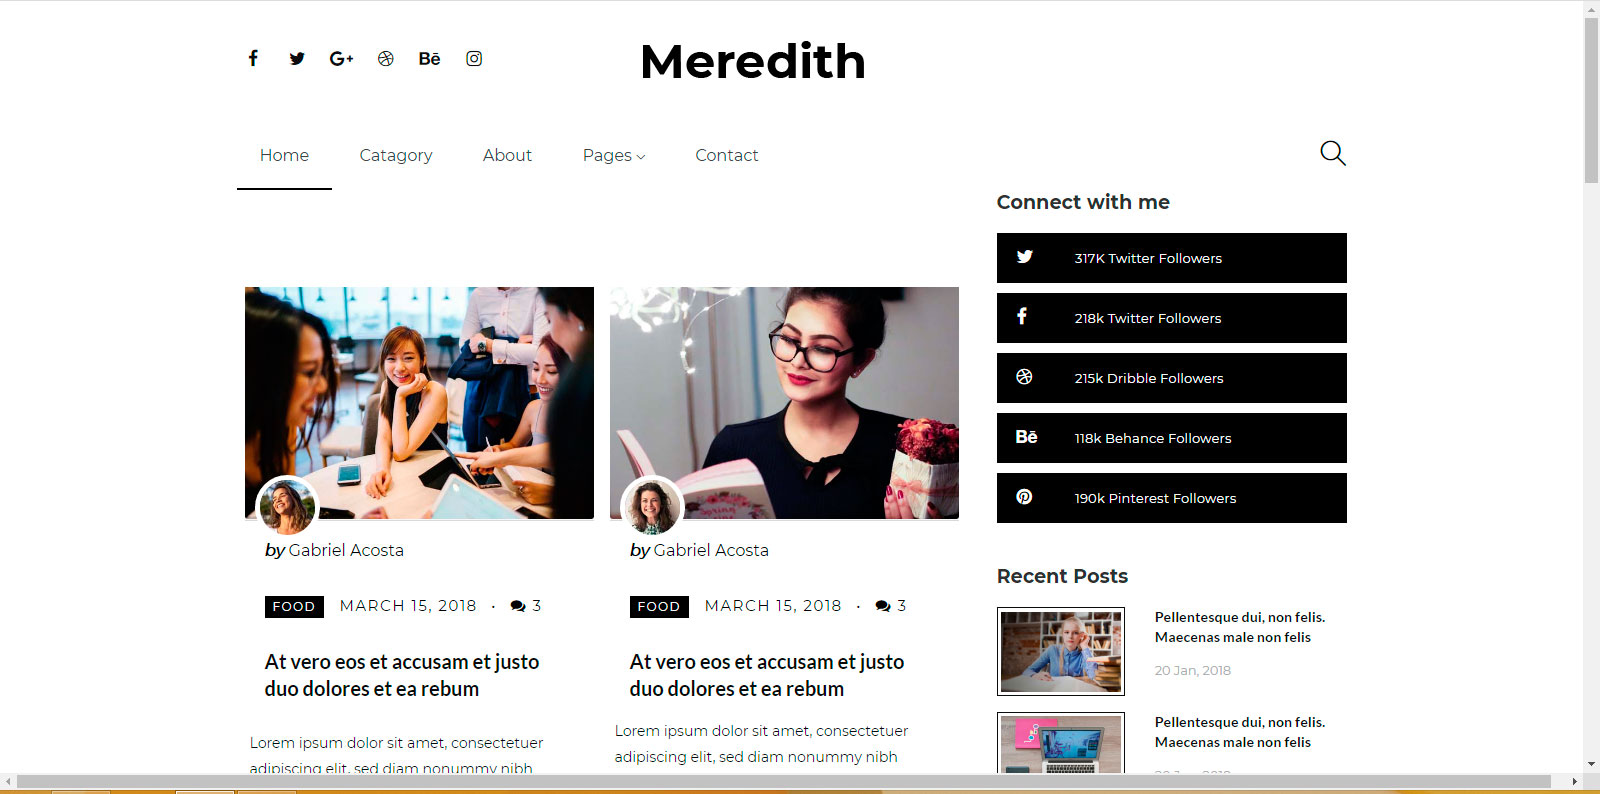 Meredith
Home Catagory About Pages Contact
by Gabriel Acosta
FOOD MARCH 15, 2018 • 3
At vero eos et accusam et justo
duo dolores et ea rebum
Lorem ipsum dolor sit amet, consectetuer
adipiscing elit, sed diam nonummy nibh
by Gabriel Acosta
FOOD MARCH 15, 2018 • 3
At vero eos et accusam et justo
duo dolores et ea rebum
Lorem ipsum dolor sit amet, consectetuer
adipiscing elit, sed diam nonummy nibh
Connect with me
317K Twitter Followers
218k Twitter Followers
215k Dribble Followers
Bē 118k Behance Followers
190k Pinterest Followers
Recent Posts
Pellentesque dui, non felis.
Maecenas male non felis
20 Jan, 2018
Pellentesque dui, non felis.
Maecenas male non felis